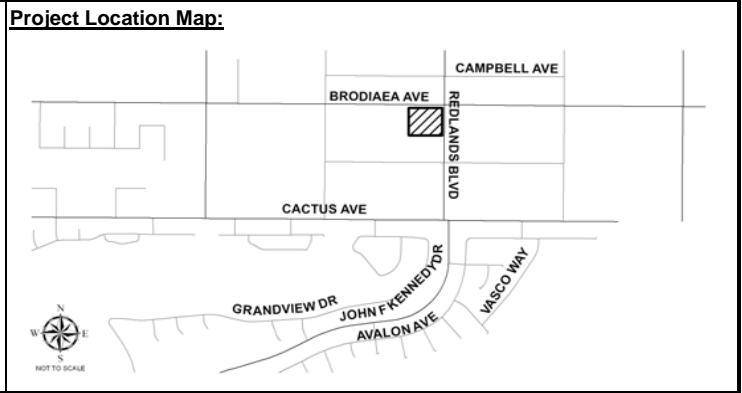 Project Location Map:
CAMPBELL AVE
BRODIAEA AVE
REDLANDS BLVD
CACTUS AVE
GRANDVIEW DR
JOHN F KENNEDY DR
VASCO WAY
AVALON AVE
N
W E
S
NOT TO SCALE